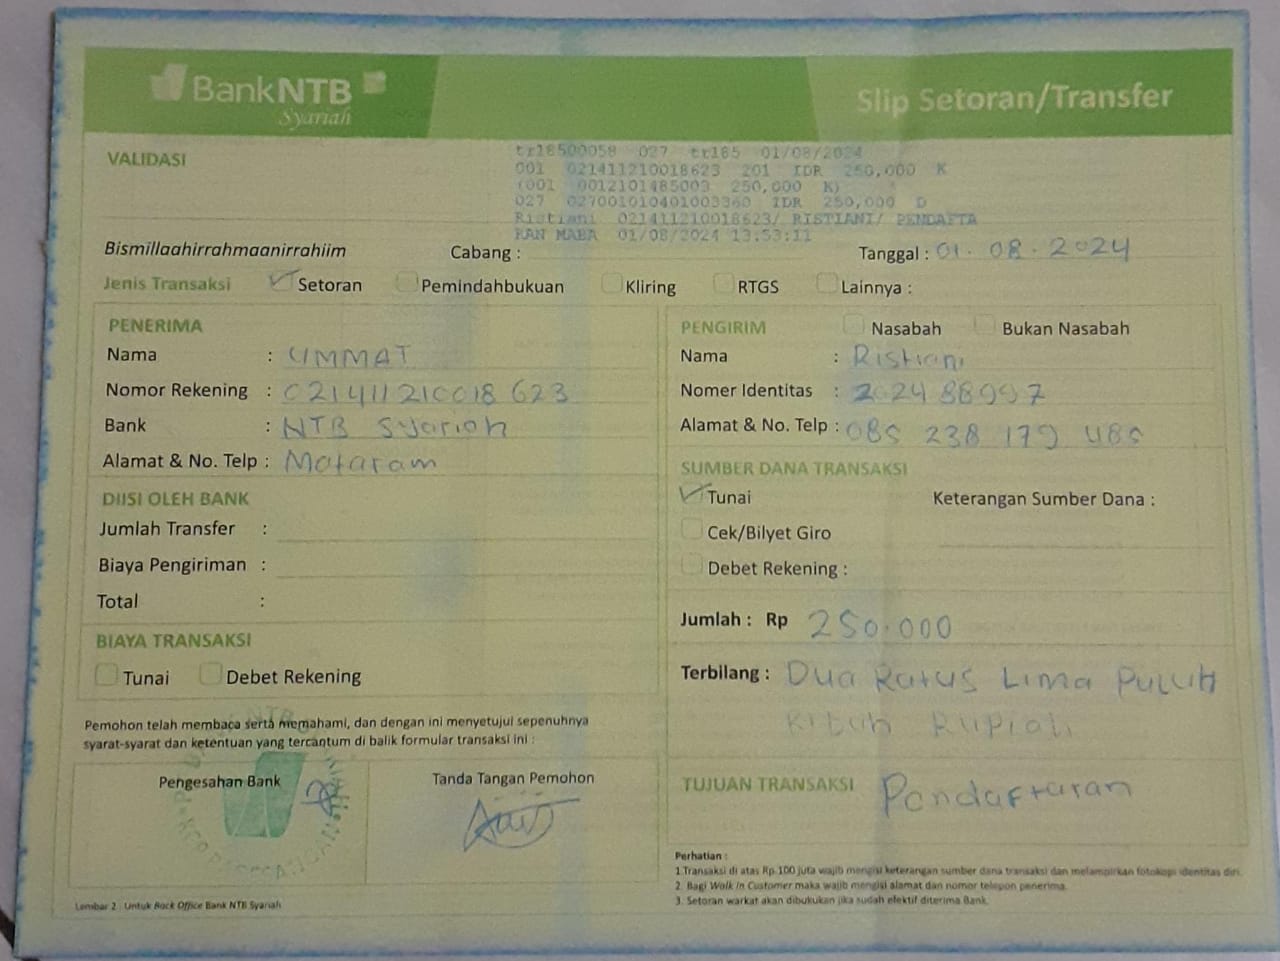 BankNTB
Syariah
Slip Setoran/Transfer
VALIDASI
tr18500058 027 tr185 01/08/2024
001 021411210018623 201 IDR 250,000 K
(001 0012101485003 250,000 K)
027 027001010401003360 IDR 250,000 D
Ristiani 021411210018623/ RISTIANI/ PENDAFTA
RAN MABA 01/08/2024 13:53:11
Bismillaahirrahmaanirrahiim
Cabang :
Tanggal : 01.08.2024
Jenis Transaksi Setoran Pemindahbukuan Kliring RTGS Lainnya :
PENERIMA
Nama : UMMAT
Nomor Rekening : 021411210018623
Bank : NTB Syariah
Alamat & No. Telp : Mataram
DIISI OLEH BANK
Jumlah Transfer :
Biaya Pengiriman :
Total :
BIAYA TRANSAKSI
Tunai Debet Rekening
PENGIRIM Nasabah Bukan Nasabah
Nama : Ristiani
Nomer Identitas : 202488997
Alamat & No. Telp : 085 238 179 485
SUMBER DANA TRANSAKSI
Tunai Keterangan Sumber Dana :
Cek/Bilyet Giro
Debet Rekening :
Jumlah : Rp 250.000
Terbilang : Dua Ratus Lima Puluh
Ribuh Rupiah
TUJUAN TRANSAKSI Pendaftaran
Pemohon telah membaca serta memahami, dan dengan ini menyetujui sepenuhnya
syarat-syarat dan ketentuan yang tercantum di balik formular transaksi ini :
Pengesahan Bank
Tanda Tangan Pemohon
Perhatian :
1.Transaksi di atas Rp.100 juta wajib mengisi keterangan sumber dana transaksi dan melampirkan fotokopi identitas diri.
2. Bagi Walk In Customer maka wajib mengisi alamat dan nomor telepon penerima.
3. Setoran warkat akan dibukukan jika sudah efektif diterima Bank.
Lembar 2 : Untuk Back Office Bank NTB Syariah